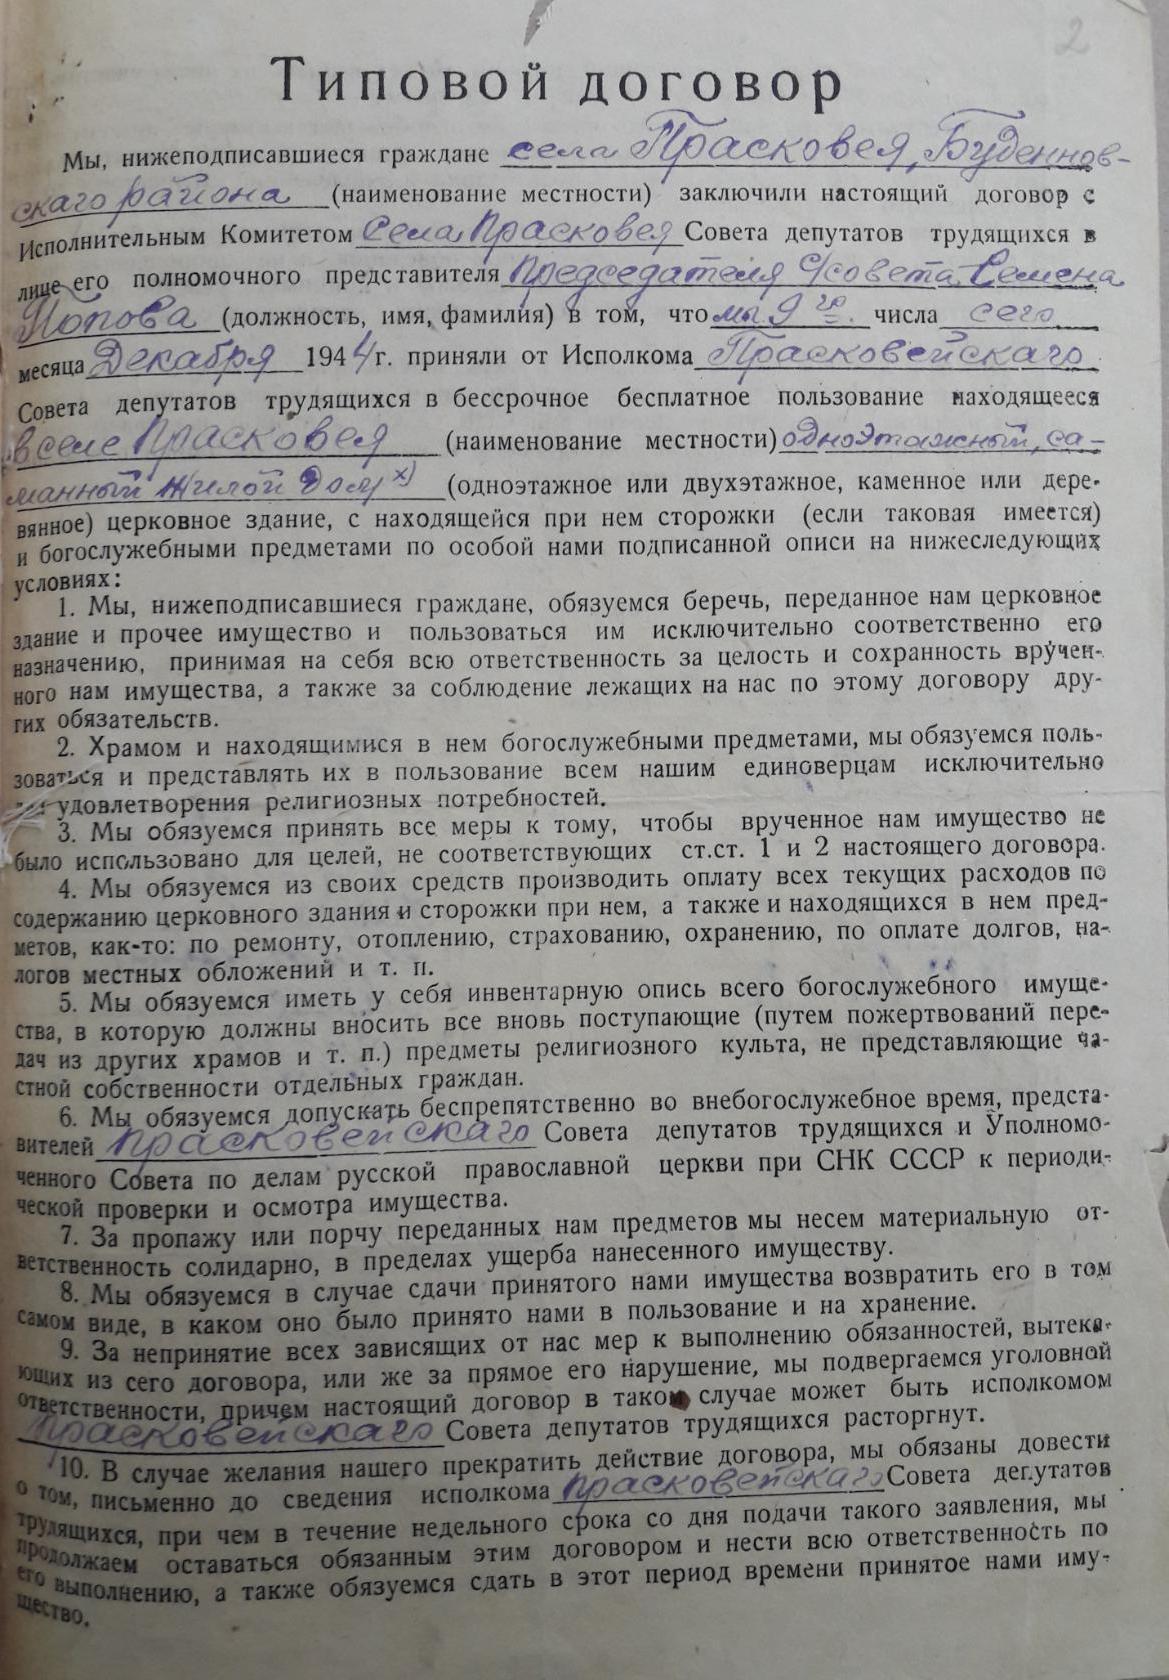 2
Типовой договор
Мы, нижеподписавшиеся граждане села Прасковея, Буденнов-
скаго района (наименование местности) заключили настоящий договор с
Исполнительным Комитетом Села Прасковея Совета депутатов трудящихся в
лице его полномочного представителя Председателя с/совета Семена
Попова (должность, имя, фамилия) в том, что мы 9 го. числа сего
месяца Декабря 1944 г. приняли от Исполкома Прасковейскаго
Совета депутатов трудящихся в бессрочное бесплатное пользование находящееся
в селе Прасковея (наименование местности) одноэтажный, са-
манный жилой дом х) (одноэтажное или двухэтажное, каменное или дере-
вянное) церковное здание, с находящейся при нем сторожки (если таковая имеется)
и богослужебными предметами по особой нами подписанной описи на нижеследующих
условиях:
1. Мы, нижеподписавшиеся граждане, обязуемся беречь, переданное нам церковное
здание и прочее имущество и пользоваться им исключительно соответственно его
назначению, принимая на себя всю ответственность за целость и сохранность вручен-
ного нам имущества, а также за соблюдение лежащих на нас по этому договору дру-
гих обязательств.
2. Храмом и находящимися в нем богослужебными предметами, мы обязуемся поль-
зоваться и представлять их в пользование всем нашим единоверцам исключительно
удовлетворения религиозных потребностей.
3. Мы обязуемся принять все меры к тому, чтобы врученное нам имущество не
было использовано для целей, не соответствующих ст.ст. 1 и 2 настоящего договора.
4. Мы обязуемся из своих средств производить оплату всех текущих расходов по
содержанию церковного здания и сторожки при нем, а также и находящихся в нем пред-
метов, как-то: по ремонту, отоплению, страхованию, охранению, по оплате долгов, на-
логов местных обложений и т. п.
5. Мы обязуемся иметь у себя инвентарную опись всего богослужебного имуще-
ства, в которую должны вносить все вновь поступающие (путем пожертвований пере-
дач из других храмов и т. п.) предметы религиозного культа, не представляющие ча-
стной собственности отдельных граждан.
6. Мы обязуемся допускать беспрепятственно во внебогослужебное время, предста-
вителей Прасковейскаго Совета депутатов трудящихся и Уполномо-
ченного Совета по делам русской православной церкви при СНК СССР к периоди-
ческой проверки и осмотра имущества.
7. За пропажу или порчу переданных нам предметов мы несем материальную от-
ветственность солидарно, в пределах ущерба нанесенного имуществу.
8. Мы обязуемся в случае сдачи принятого нами имущества возвратить его в том
самом виде, в каком оно было принято нами в пользование и на хранение.
9. За непринятие всех зависящих от нас мер к выполнению обязанностей, вытека-
ющих из сего договора, или же за прямое его нарушение, мы подвергаемся уголовной
ответственности, причем настоящий договор в таком случае может быть исполкомом
Прасковейскаго Совета депутатов трудящихся расторгнут.
10. В случае желания нашего прекратить действие договора, мы обязаны довести
о том, письменно до сведения исполкома Прасковейскаго Совета депутатов
трудящихся, при чем в течение недельного срока со дня подачи такого заявления, мы
продолжаем оставаться обязанным этим договором и нести всю ответственность по
его выполнению, а также обязуемся сдать в этот период времени принятое нами иму-
щество.